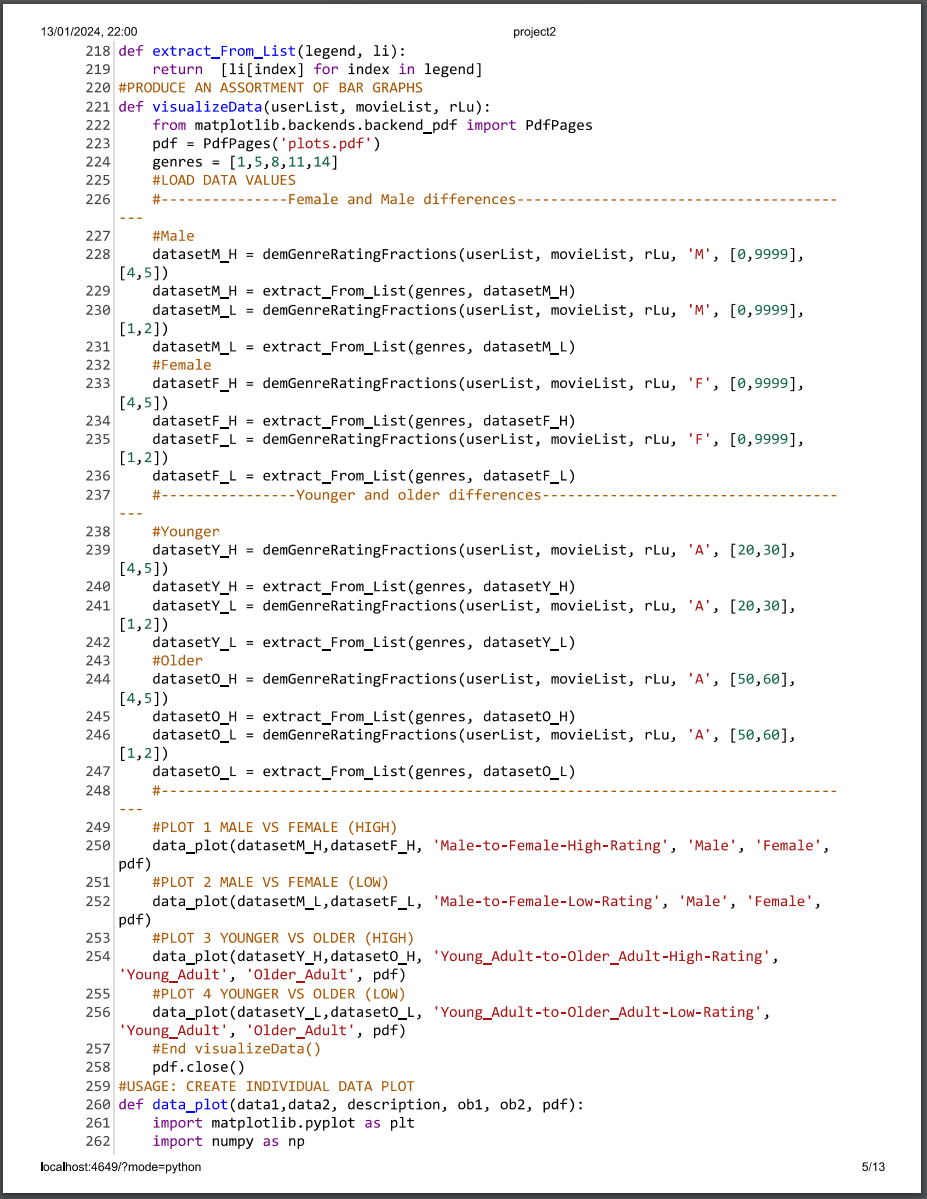 13/01/2024, 22:00 project2
218 def extract_From_List(legend, li):
219     return  [li[index] for index in legend]
220 #PRODUCE AN ASSORTMENT OF BAR GRAPHS
221 def visualizeData(userList, movieList, rLu):
222     from matplotlib.backends.backend_pdf import PdfPages
223     pdf = PdfPages('plots.pdf')
224     genres = [1,5,8,11,14]
225     #LOAD DATA VALUES
226     #---------------Female and Male differences--------------------------------------
---
227     #Male
228     datasetM_H = demGenreRatingFractions(userList, movieList, rLu, 'M', [0,9999],
[4,5])
229     datasetM_H = extract_From_List(genres, datasetM_H)
230     datasetM_L = demGenreRatingFractions(userList, movieList, rLu, 'M', [0,9999],
[1,2])
231     datasetM_L = extract_From_List(genres, datasetM_L)
232     #Female
233     datasetF_H = demGenreRatingFractions(userList, movieList, rLu, 'F', [0,9999],
[4,5])
234     datasetF_H = extract_From_List(genres, datasetF_H)
235     datasetF_L = demGenreRatingFractions(userList, movieList, rLu, 'F', [0,9999],
[1,2])
236     datasetF_L = extract_From_List(genres, datasetF_L)
237     #----------------Younger and older differences-----------------------------------
---
238     #Younger
239     datasetY_H = demGenreRatingFractions(userList, movieList, rLu, 'A', [20,30],
[4,5])
240     datasetY_H = extract_From_List(genres, datasetY_H)
241     datasetY_L = demGenreRatingFractions(userList, movieList, rLu, 'A', [20,30],
[1,2])
242     datasetY_L = extract_From_List(genres, datasetY_L)
243     #Older
244     datasetO_H = demGenreRatingFractions(userList, movieList, rLu, 'A', [50,60],
[4,5])
245     datasetO_H = extract_From_List(genres, datasetO_H)
246     datasetO_L = demGenreRatingFractions(userList, movieList, rLu, 'A', [50,60],
[1,2])
247     datasetO_L = extract_From_List(genres, datasetO_L)
248     #--------------------------------------------------------------------------------
---
249     #PLOT 1 MALE VS FEMALE (HIGH)
250     data_plot(datasetM_H,datasetF_H, 'Male-to-Female-High-Rating', 'Male', 'Female',
pdf)
251     #PLOT 2 MALE VS FEMALE (LOW)
252     data_plot(datasetM_L,datasetF_L, 'Male-to-Female-Low-Rating', 'Male', 'Female',
pdf)
253     #PLOT 3 YOUNGER VS OLDER (HIGH)
254     data_plot(datasetY_H,datasetO_H, 'Young_Adult-to-Older_Adult-High-Rating',
'Young_Adult', 'Older_Adult', pdf)
255     #PLOT 4 YOUNGER VS OLDER (LOW)
256     data_plot(datasetY_L,datasetO_L, 'Young_Adult-to-Older_Adult-Low-Rating',
'Young_Adult', 'Older_Adult', pdf)
257     #End visualizeData()
258     pdf.close()
259 #USAGE: CREATE INDIVIDUAL DATA PLOT
260 def data_plot(data1,data2, description, ob1, ob2, pdf):
261     import matplotlib.pyplot as plt
262     import numpy as np
localhost:4649/?mode=python 5/13